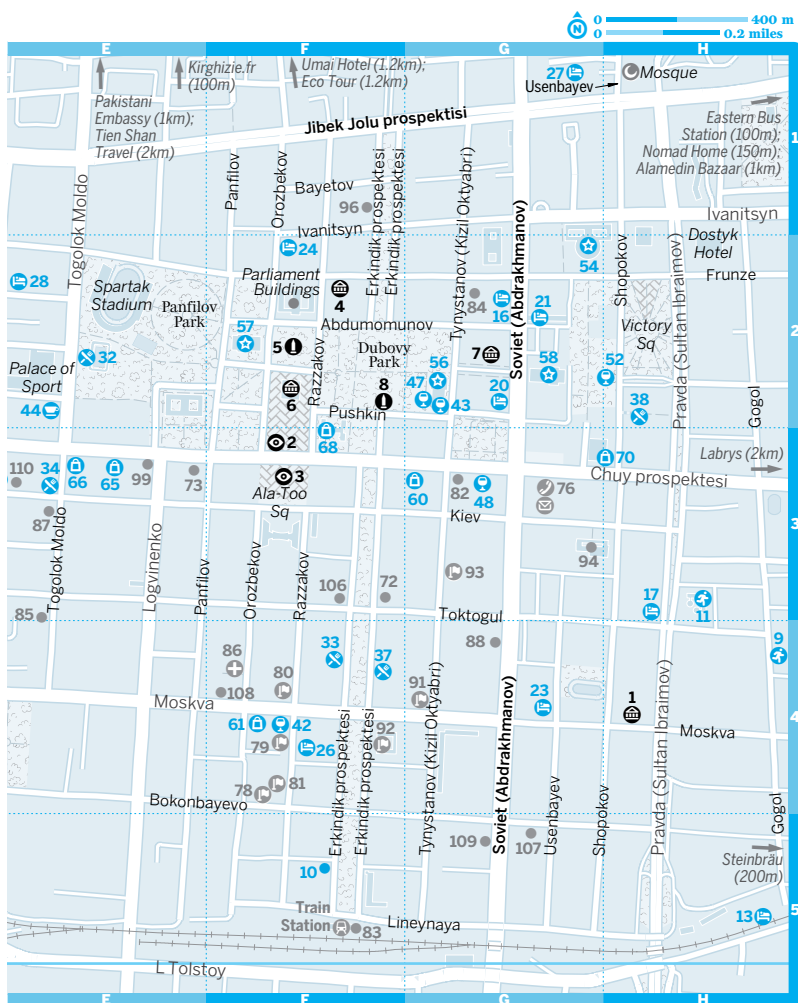 N
0
400 m
0
0.2 miles
E
F
G
H
Kirghizie.fr
(100m)
Umai Hotel (1.2km);
Eco Tour (1.2km)
27
Usenbayev
Mosque
Pakistani
Embassy (1km);
Tien Shan
Travel (2km)
Jibek Jolu prospektisi
Eastern Bus
Station (100m);
Nomad Home (150m);
Alamedin Bazaar (1km)
1
Panfilov
Orozbekov
Bayetov
96
Erkindik prospektesi
Erkindik prospektesi
Tynystanov (Kizil Oktyabri)
Togolok Moldo
Ivanitsyn
Ivanitsyn
24
Soviet (Abdrakhmanov)
54
Shopokov
Pravda (Sultan Ibraimov)
Dostyk
Hotel
Frunze
28
Spartak
Stadium
Panfilov
Park
Parliament
Buildings
4
84
16
21
57
5
Abdumomunov
Razzakov
Victory
Sq
2
32
Dubovy
Park
7
56
58
52
Palace of
Sport
44
6
8
47
43
20
38
Gogol
Pushkin
2
68
70
Labrys (2km)
Chuy prospektesi
110
34
66
65
99
73
3
Ala-Too
Sq
60
82
48
76
87
Kiev
3
Togolok Moldo
Logvinenko
Panfilov
Orozbekov
Razzakov
94
93
106
72
17
11
85
Toktogul
88
9
86
33
37
80
91
108
Moskva
23
1
4
61
42
79
26
92
Moskva
Erkindik prospektesi
Erkindik prospektesi
Tynystanov (Kizil Oktyabri)
Soviet (Abdrakhmanov)
Usenbayev
Shopokov
Pravda (Sultan Ibraimov)
Gogol
78
81
Bokonbayevo
109
107
Steinbräu
(200m)
10
5
Train
Station
83
Lineynaya
13
L Tolstoy
E
F
G
H